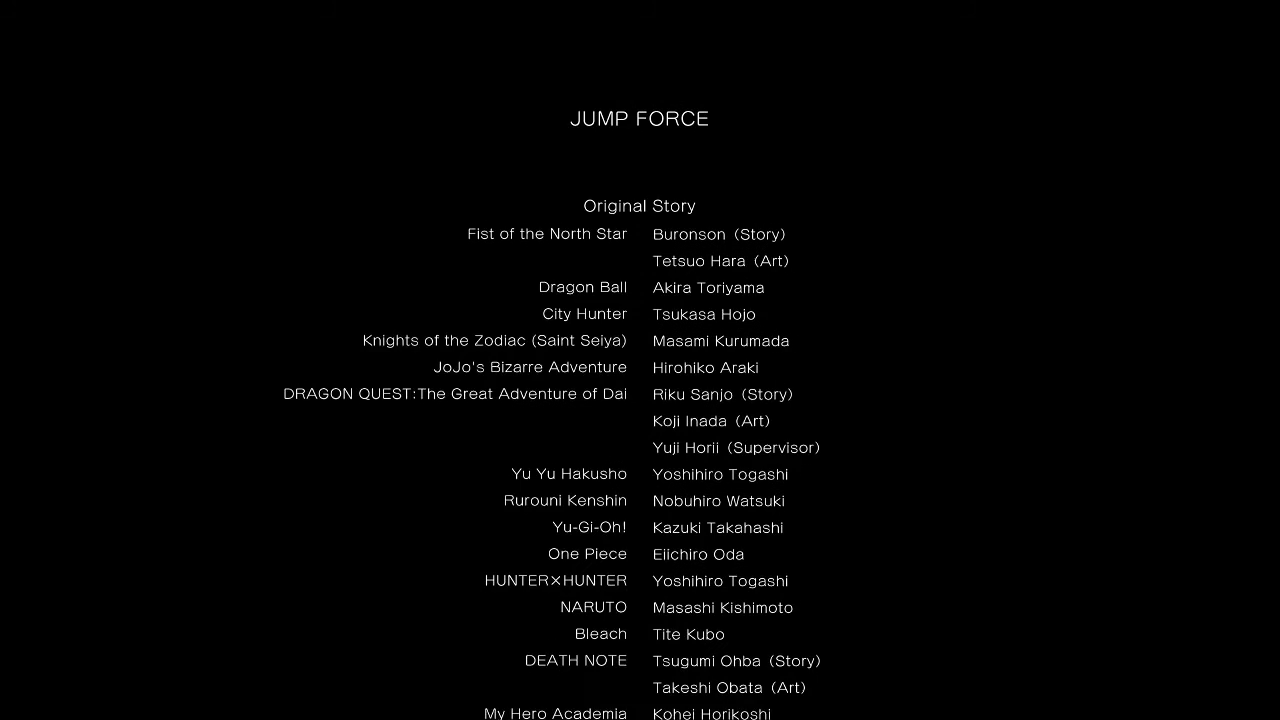 JUMP FORCE
Original Story
Fist of the North Star Buronson (Story)
Tetsuo Hara (Art)
Dragon Ball Akira Toriyama
City Hunter Tsukasa Hojo
Knights of the Zodiac (Saint Seiya) Masami Kurumada
JoJo's Bizarre Adventure Hirohiko Araki
DRAGON QUEST:The Great Adventure of Dai Riku Sanjo (Story)
Koji Inada (Art)
Yuji Horii (Supervisor)
Yu Yu Hakusho Yoshihiro Togashi
Rurouni Kenshin Nobuhiro Watsuki
Yu-Gi-Oh! Kazuki Takahashi
One Piece Eiichiro Oda
HUNTER×HUNTER Yoshihiro Togashi
NARUTO Masashi Kishimoto
Bleach Tite Kubo
DEATH NOTE Tsugumi Ohba (Story)
Takeshi Obata (Art)
My Hero Academia Kohei Horikoshi